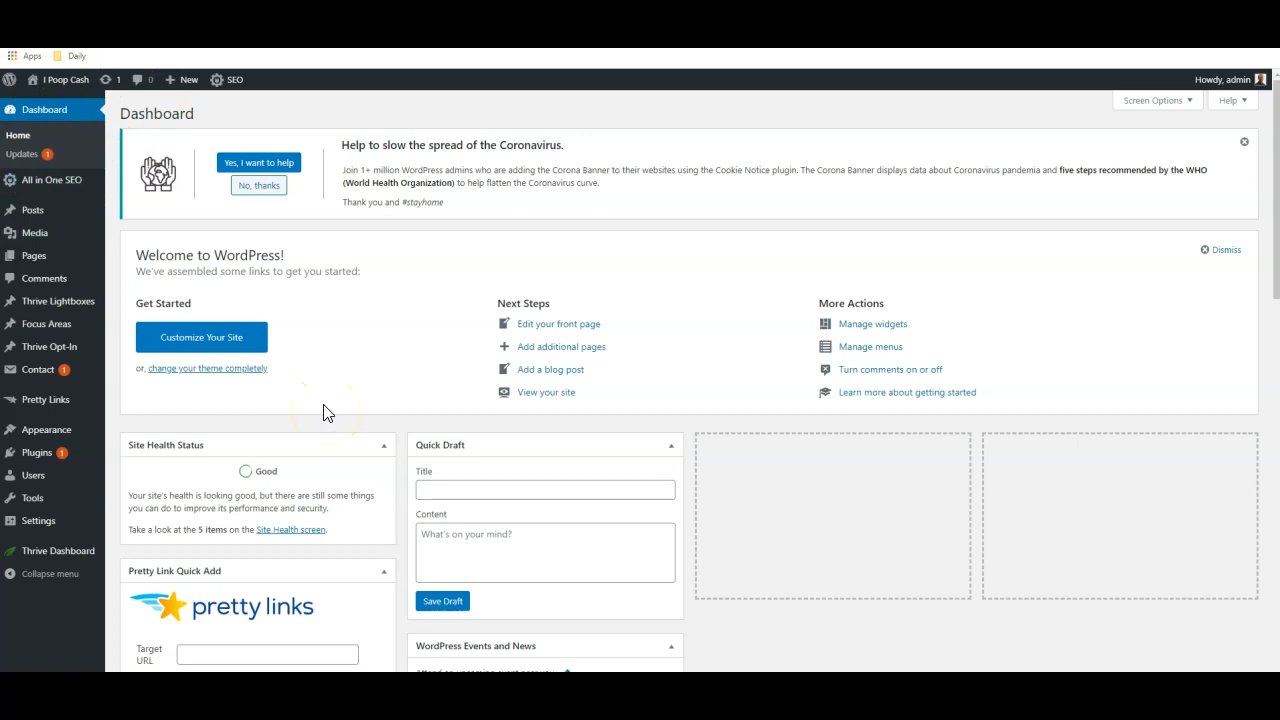 Apps Daily
I Poop Cash 1 0 New SEO Howdy, admin
Screen Options Help
Dashboard
Home
Updates 1
All in One SEO
Posts
Media
Pages
Comments
Thrive Lightboxes
Focus Areas
Thrive Opt-In
Contact 1
Pretty Links
Appearance
Plugins 1
Users
Tools
Settings
Thrive Dashboard
Collapse menu
Dashboard
Yes, I want to help
No, thanks
Help to slow the spread of the Coronavirus.
Join 1+ million WordPress admins who are adding the Corona Banner to their websites using the Cookie Notice plugin. The Corona Banner displays data about Coronavirus pandemia and five steps recommended by the WHO
(World Health Organization) to help flatten the Coronavirus curve.
Thank you and #stayhome
Welcome to WordPress!
We've assembled some links to get you started:
Dismiss
Get Started
Customize Your Site
or, change your theme completely
Next Steps
Edit your front page
Add additional pages
Add a blog post
View your site
More Actions
Manage widgets
Manage menus
Turn comments on or off
Learn more about getting started
Site Health Status
Good
Your site's health is looking good, but there are still some things
you can do to improve its performance and security.
Take a look at the 5 items on the Site Health screen.
Pretty Link Quick Add
pretty links
Target
URL
Quick Draft
Title
Content
What's on your mind?
Save Draft
WordPress Events and News